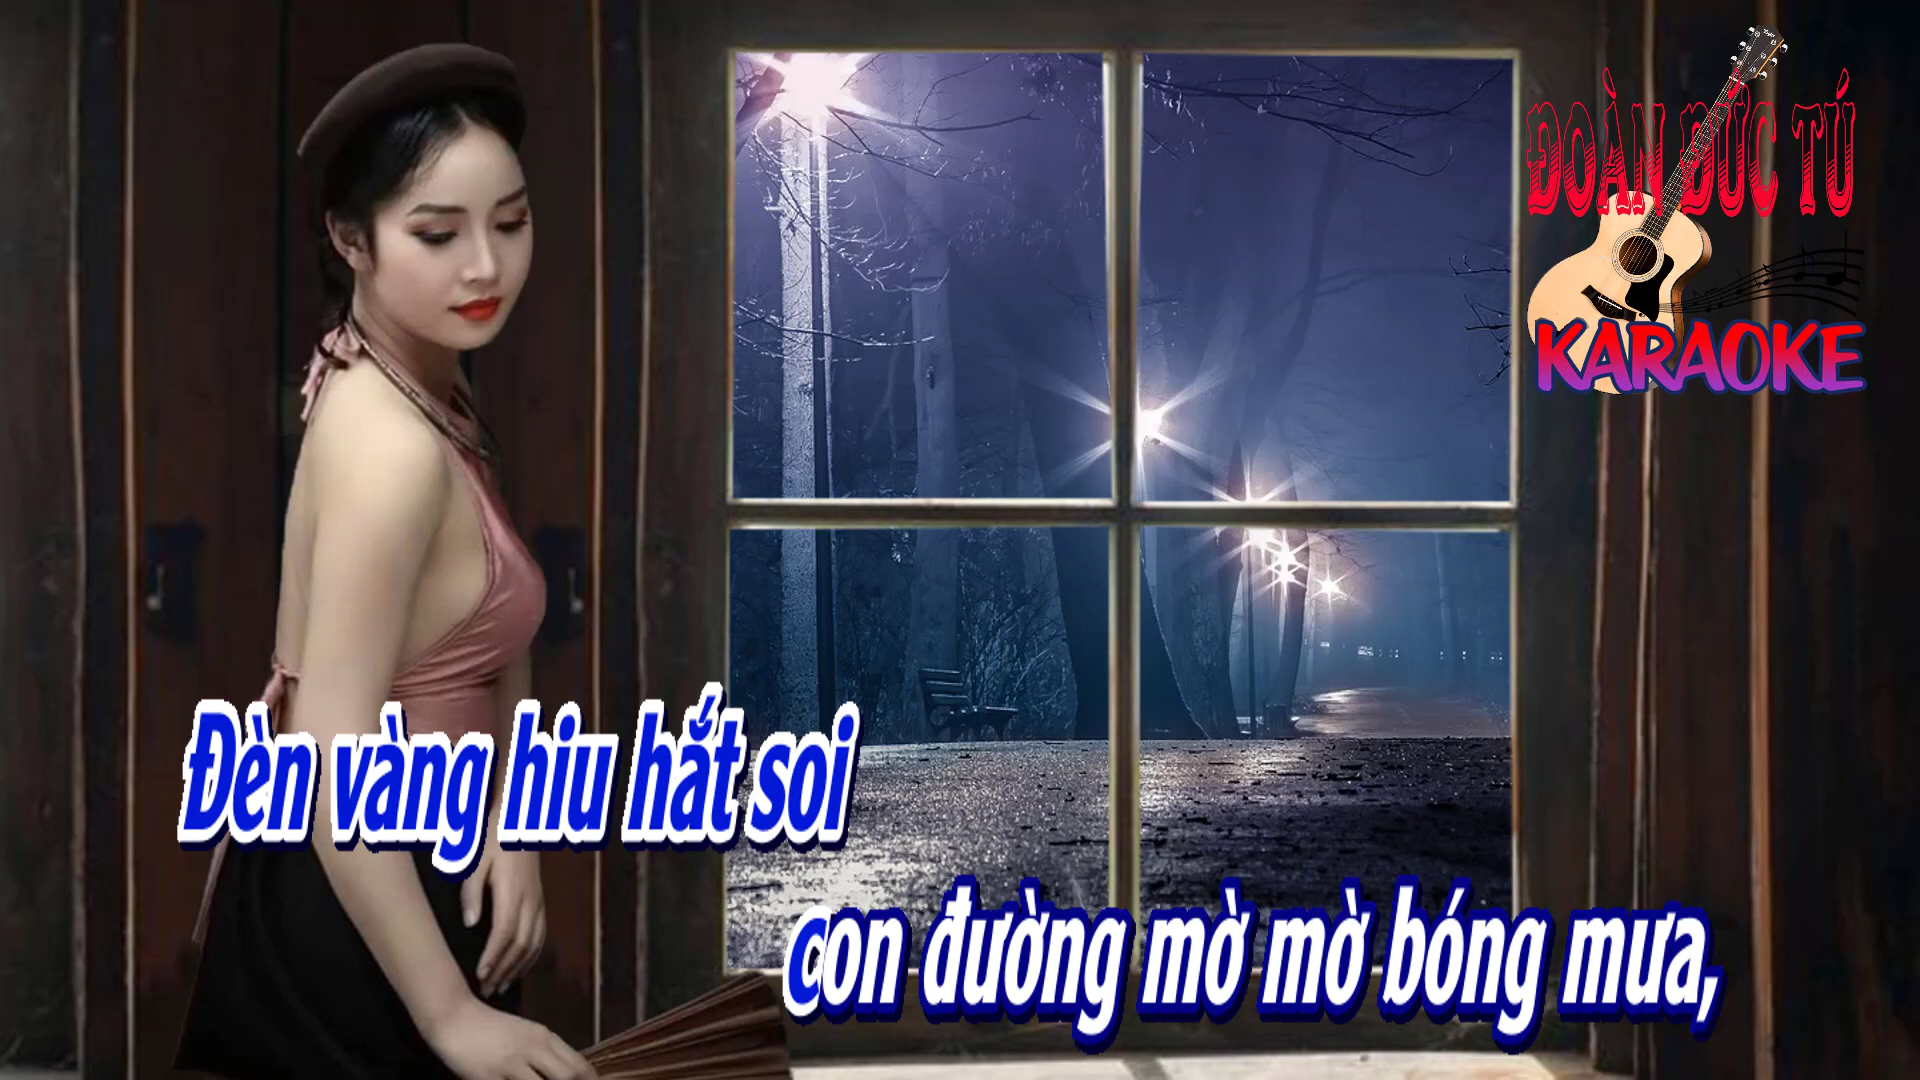 ĐOÀN ĐỨC TÚ
KARAOKE
Đèn vàng hiu hắt soi
con đường mờ mờ bóng mưa,